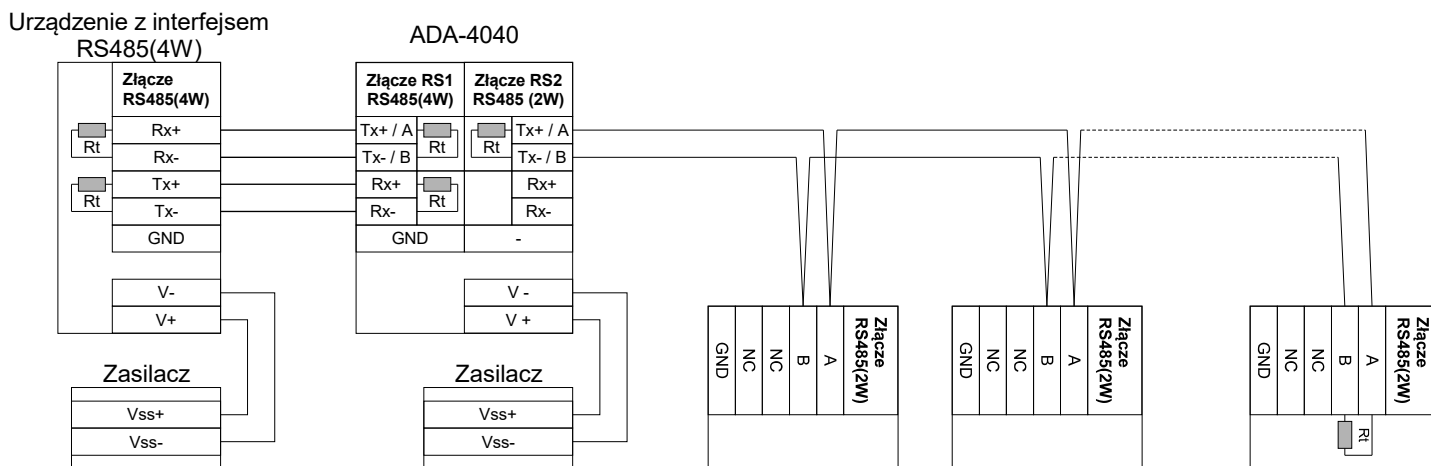 Urządzenie z interfejsem
RS485(4W)
ADA-4040
Złącze
RS485(4W)
Rx+
Rx-
Tx+
Tx-
GND
V-
V+
Rt
Rt
Złącze RS1
RS485(4W)
Złącze RS2
RS485 (2W)
Tx+ / A
Rt
Rt
Tx+ / A
Tx- / B
Tx- / B
Rx+
Rt
Rx+
Rx-
Rx-
GND
-
V -
V +
Zasilacz
Vss+
Vss-
Zasilacz
Vss+
Vss-
GND
NC
NC
B
A
Złącze
RS485(2W)
GND
NC
NC
B
A
Złącze
RS485(2W)
GND
NC
NC
B
A
Złącze
RS485(2W)
Rt